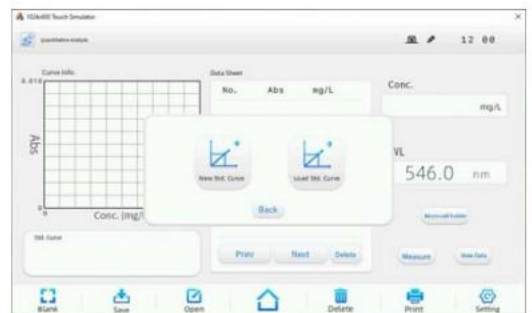 1024x600 Touch Simulator
Quantitative Analysis
12 00
Curve Info.
0.010
Abs
0
0
Conc. (mg/
Std. Curve
Data Sheet
No. Abs mg/L
Prev Next Delete
Conc.
mg/L
WL
546.0 nm
Measure View Data
New Std. Curve
Load Std. Curve
Back
Blank
Save
Open
Delete
Print
Setting